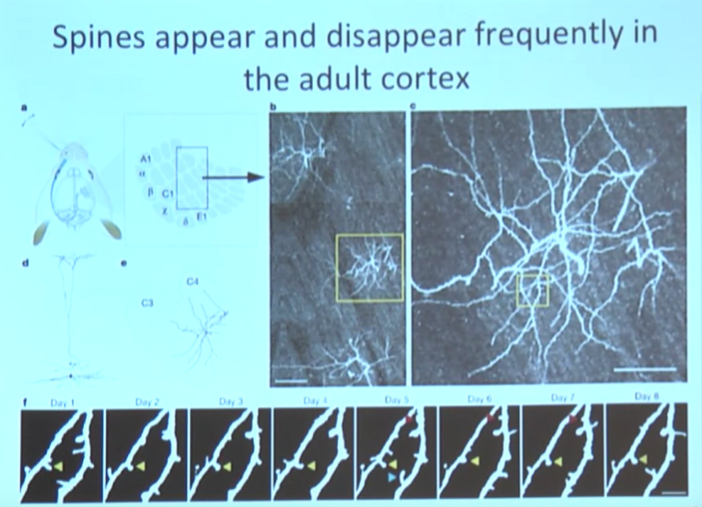 Spines appear and disappear frequently in
the adult cortex
a
b
c
A1
α
β
C1
γ
δ
E1
d
e
C4
C3
f
Day 1
Day 2
Day 3
Day 4
Day 5
Day 6
Day 7
Day 8